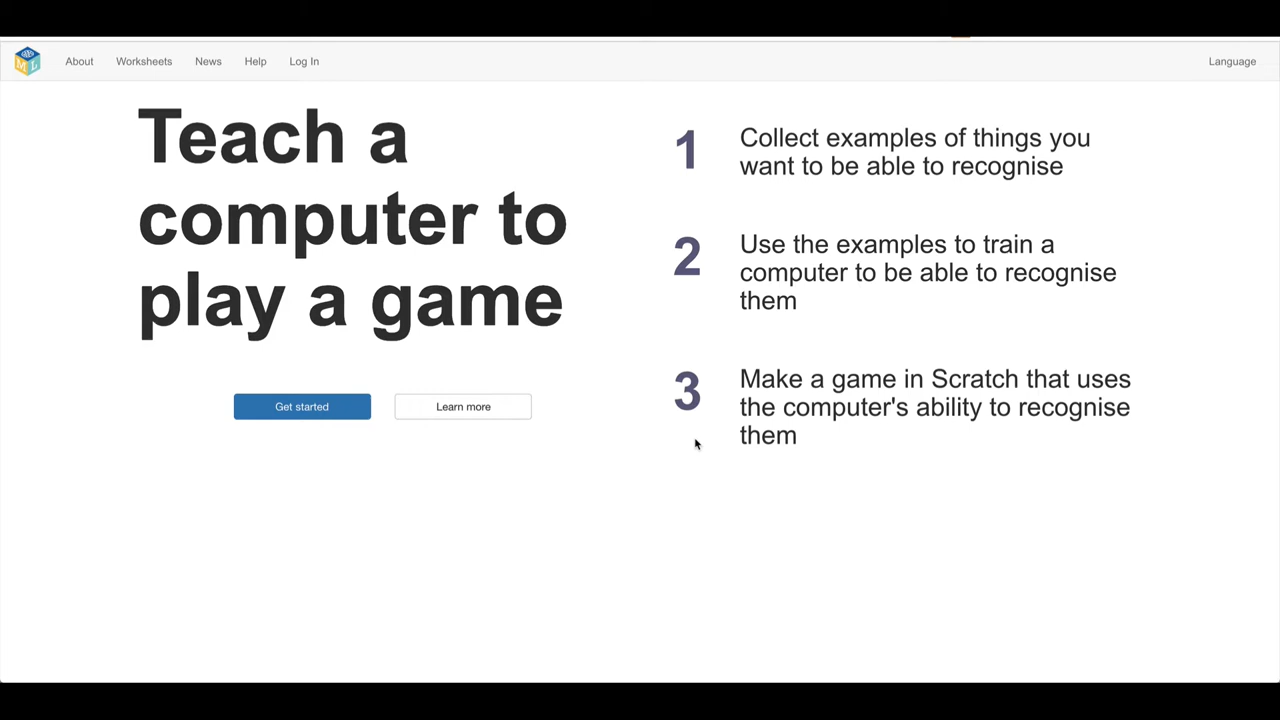 About Worksheets News Help Log In Language
Teach a
computer to
play a game
Get started Learn more
1 Collect examples of things you
want to be able to recognise
2 Use the examples to train a
computer to be able to recognise
them
3 Make a game in Scratch that uses
the computer's ability to recognise
them